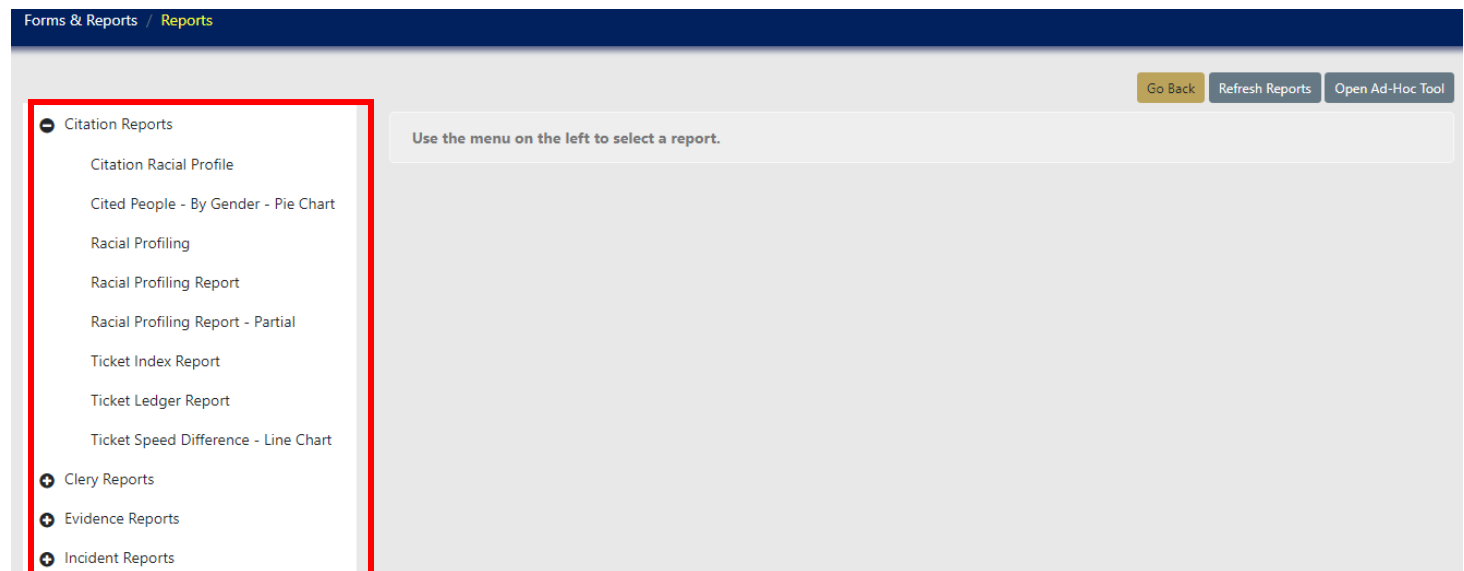 Forms & Reports / Reports
Go Back Refresh Reports Open Ad-Hoc Tool
Citation Reports
Use the menu on the left to select a report.
Citation Racial Profile
Cited People - By Gender - Pie Chart
Racial Profiling
Racial Profiling Report
Racial Profiling Report - Partial
Ticket Index Report
Ticket Ledger Report
Ticket Speed Difference - Line Chart
Clery Reports
Evidence Reports
Incident Reports